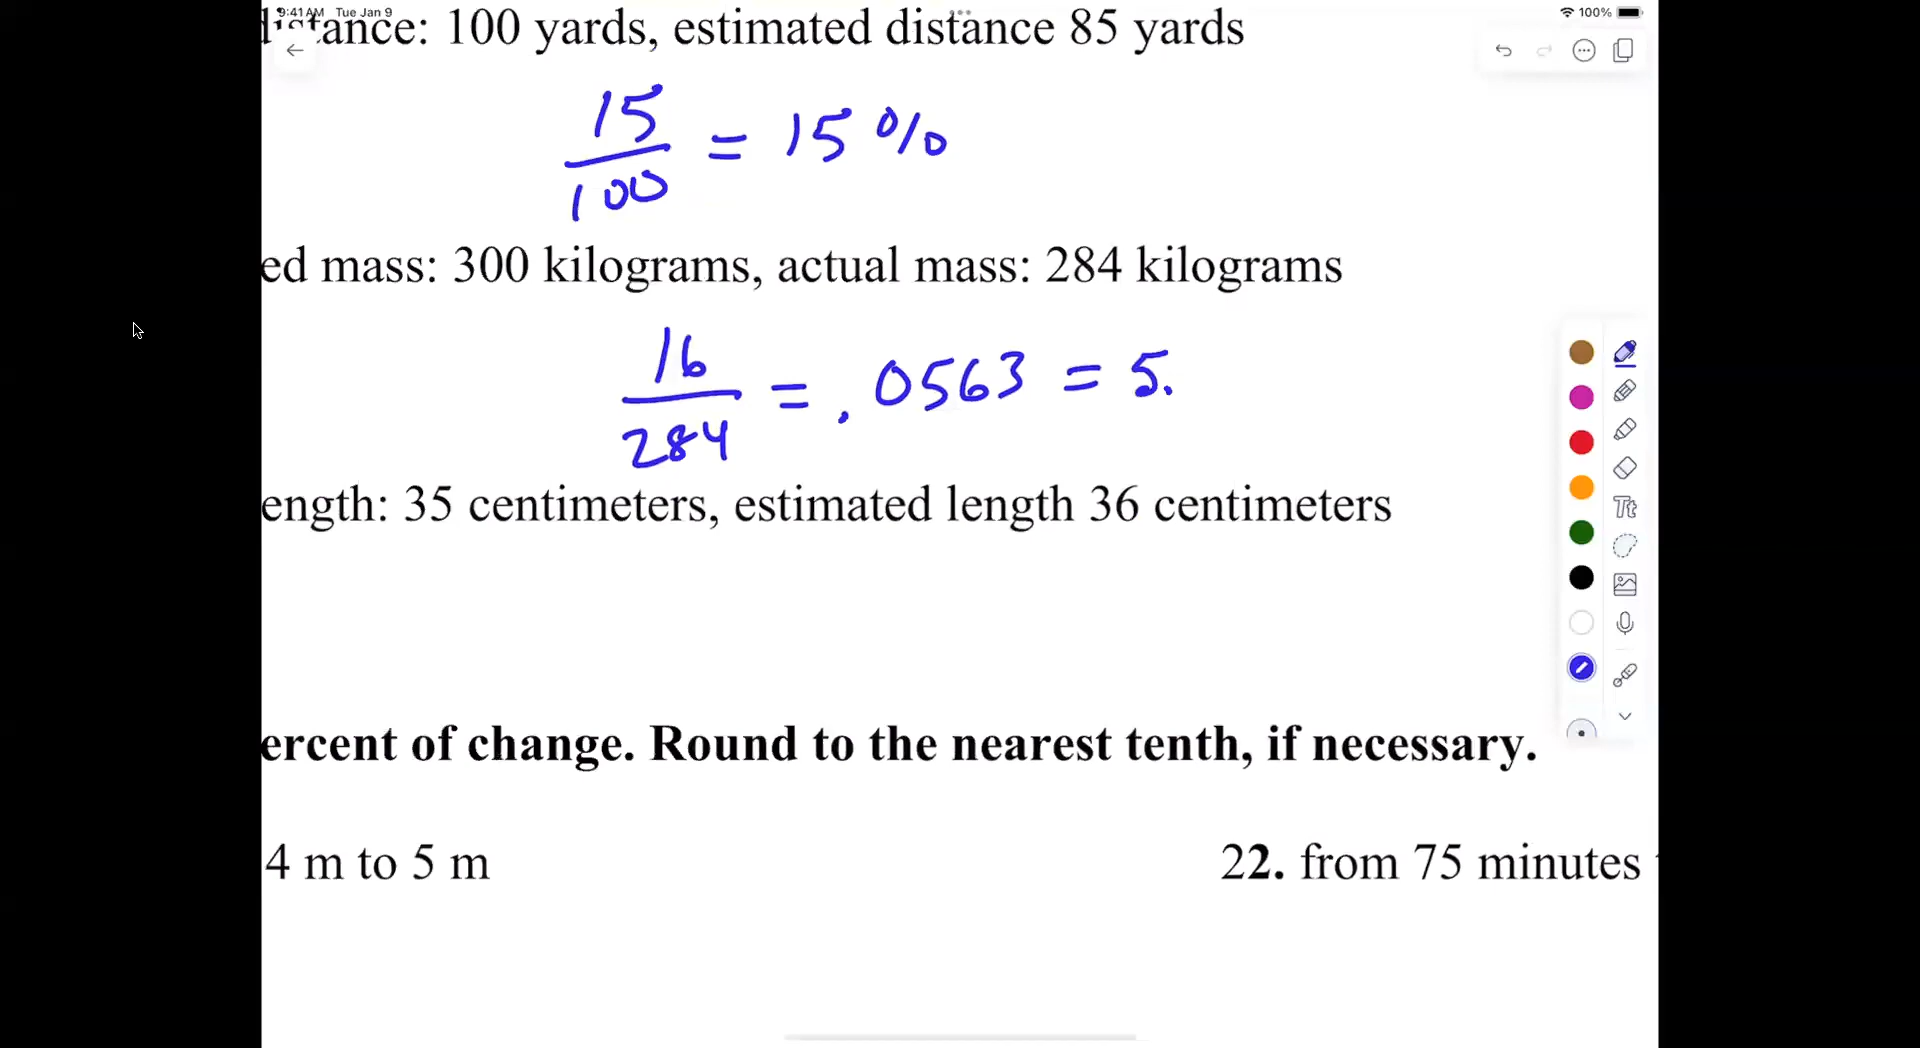 9:41 AM Tue Jan 9
100%
distance: 100 yards, estimated distance 85 yards
15
100
= 15 %
ed mass: 300 kilograms, actual mass: 284 kilograms
16
284
= .0563 = 5.
ength: 35 centimeters, estimated length 36 centimeters
ercent of change. Round to the nearest tenth, if necessary.
4 m to 5 m
22. from 75 minutes
Tt